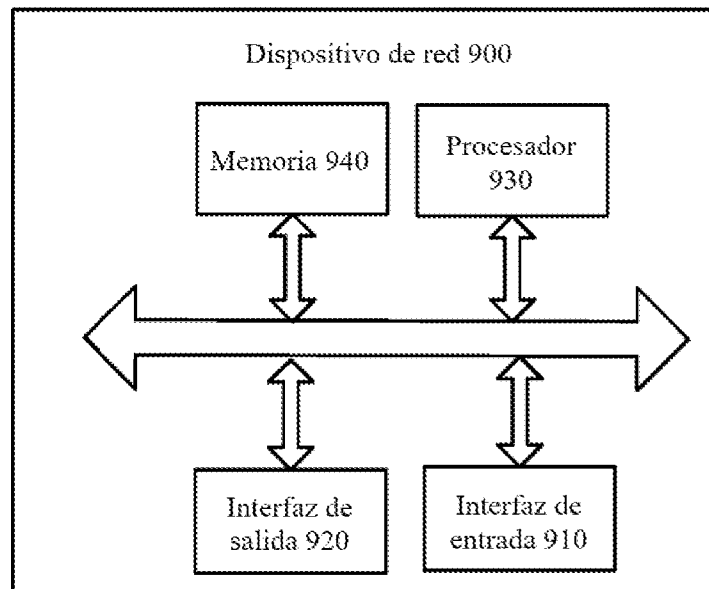 Dispositivo de red 900
Memoria 940
Procesador
930
Interfaz de
salida 920
Interfaz de
entrada 910